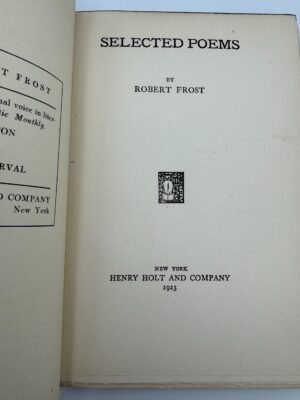 T FROST
nal voice in liter-
tic Monthly.
ON
RVAL
D COMPANY
New York
SELECTED POEMS
BY
ROBERT FROST
NEW YORK
HENRY HOLT AND COMPANY
1923